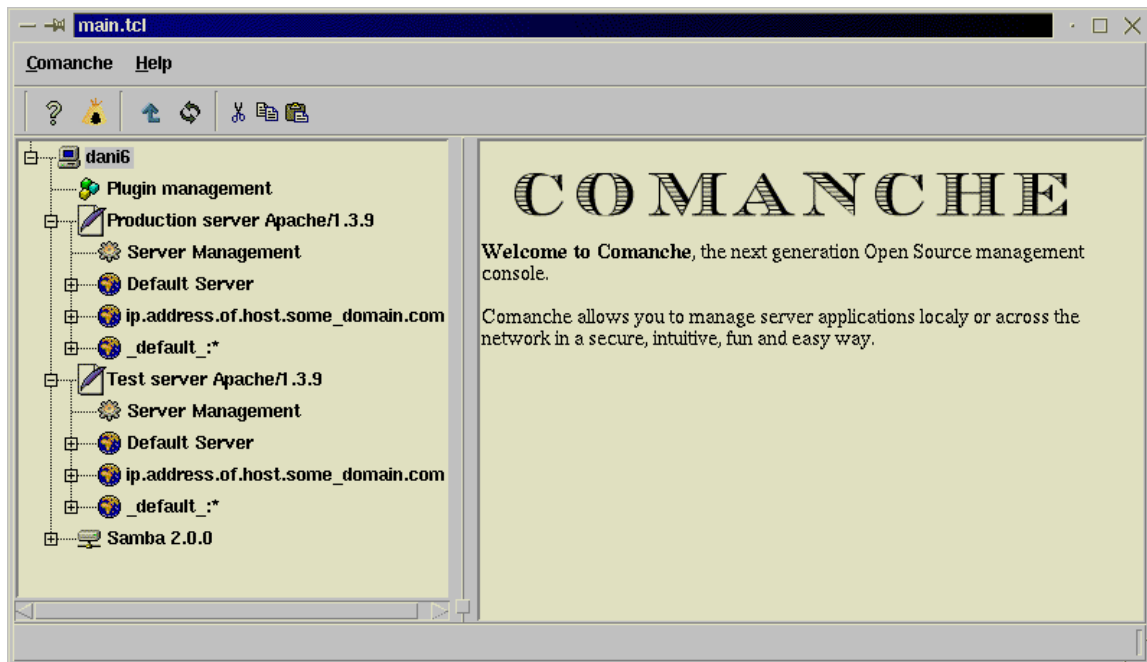 main.tcl
Comanche Help
dani6
Plugin management
Production server Apache/1.3.9
Server Management
Default Server
ip.address.of.host.some_domain.com
_default_:*
Test server Apache/1.3.9
Server Management
Default Server
ip.address.of.host.some_domain.com
_default_:*
Samba 2.0.0
COMANCHE
Welcome to Comanche, the next generation Open Source management
console.
Comanche allows you to manage server applications localy or across the
network in a secure, intuitive, fun and easy way.